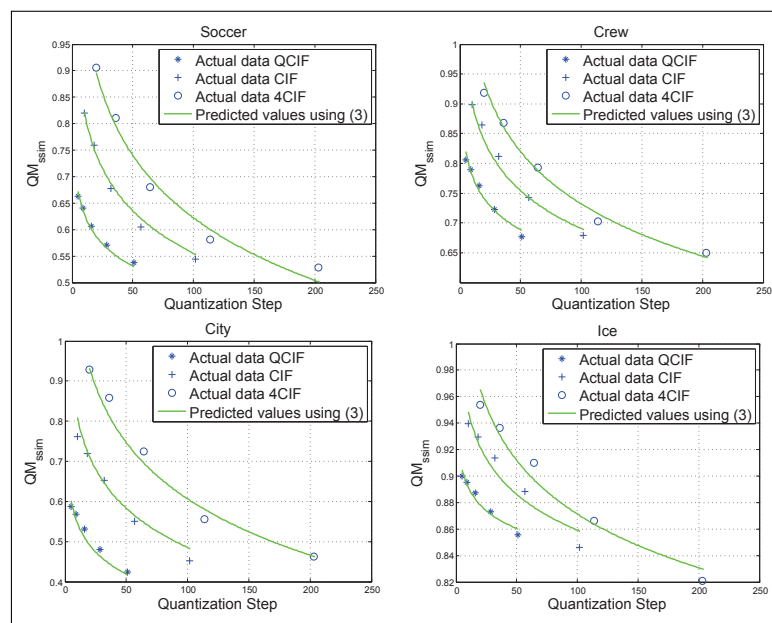 Soccer
0.95
0.9
0.85
0.8
0.75
0.7
0.65
0.6
0.55
0.5
QM_ssim
0 50 100 150 200 250
Quantization Step
Actual data QCIF
Actual data CIF
Actual data 4CIF
Predicted values using (3)
Crew
1
0.95
0.9
0.85
0.8
0.75
0.7
0.65
QM_ssim
0 50 100 150 200 250
Quantization Step
Actual data QCIF
Actual data CIF
Actual data 4CIF
Predicted values using (3)
City
1
0.9
0.8
0.7
0.6
0.5
0.4
QM_ssim
0 50 100 150 200 250
Quantization Step
Actual data QCIF
Actual data CIF
Actual data 4CIF
Predicted values using (3)
Ice
1
0.98
0.96
0.94
0.92
0.9
0.88
0.86
0.84
0.82
QM_ssim
0 50 100 150 200 250
Quantization Step
Actual data QCIF
Actual data CIF
Actual data 4CIF
Predicted values using (3)